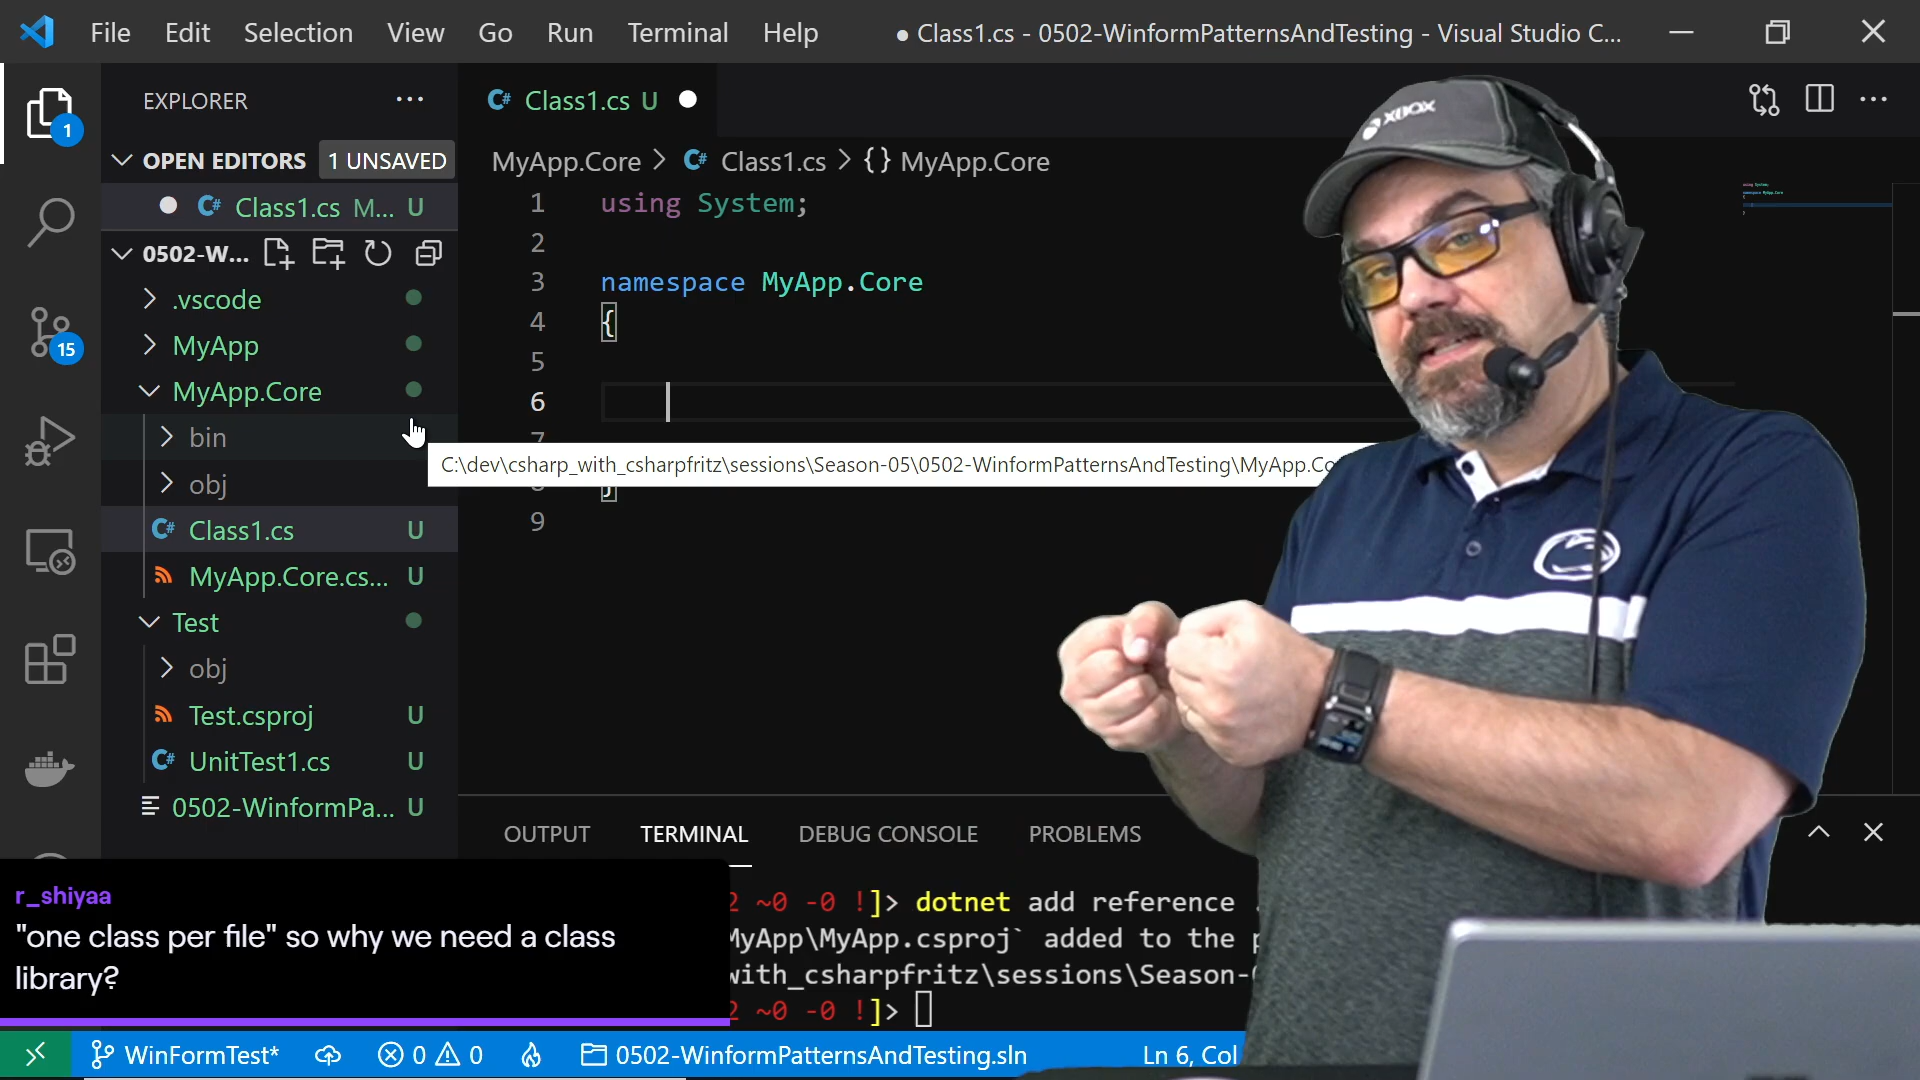 File Edit Selection View Go Run Terminal Help
● Class1.cs - 0502-WinformPatternsAndTesting - Visual Studio C...
EXPLORER
1
OPEN EDITORS 1 UNSAVED
Class1.cs M... U
0502-W...
.vscode
MyApp
15
MyApp.Core
bin
obj
Class1.cs U
MyApp.Core.cs... U
Test
obj
Test.csproj U
UnitTest1.cs U
0502-WinformPa... U
Class1.cs U
MyApp.Core > Class1.cs > {} MyApp.Core
1 using System;
2
3 namespace MyApp.Core
4 {
5
6
C:\dev\csharp_with_csharpfritz\sessions\Season-05\0502-WinformPatternsAndTesting\MyApp.Co
}
9
XBOX
OUTPUT TERMINAL DEBUG CONSOLE PROBLEMS
2 ~0 -0 !]> dotnet add reference
MyApp\MyApp.csproj` added to the
with_csharpfritz\sessions\Season-
2 ~0 -0 !]>
r_shiyaa
"one class per file" so why we need a class
library?
WinFormTest* 0 0 0502-WinformPatternsAndTesting.sln Ln 6, Col